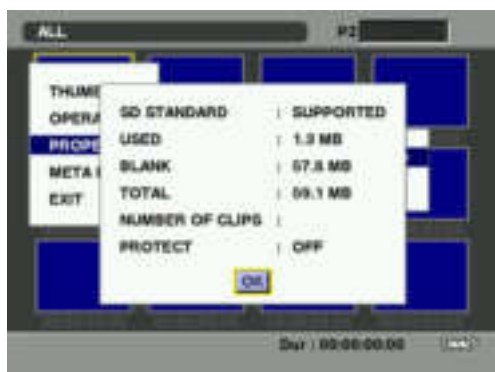 ALL P2
THUMB
OPERA
PROPE
META
EXIT
SD STANDARD : SUPPORTED
USED : 1.3 MB
BLANK : 57.8 MB
TOTAL : 59.1 MB
NUMBER OF CLIPS :
PROTECT : OFF
OK
Dur : 00:00:00:00